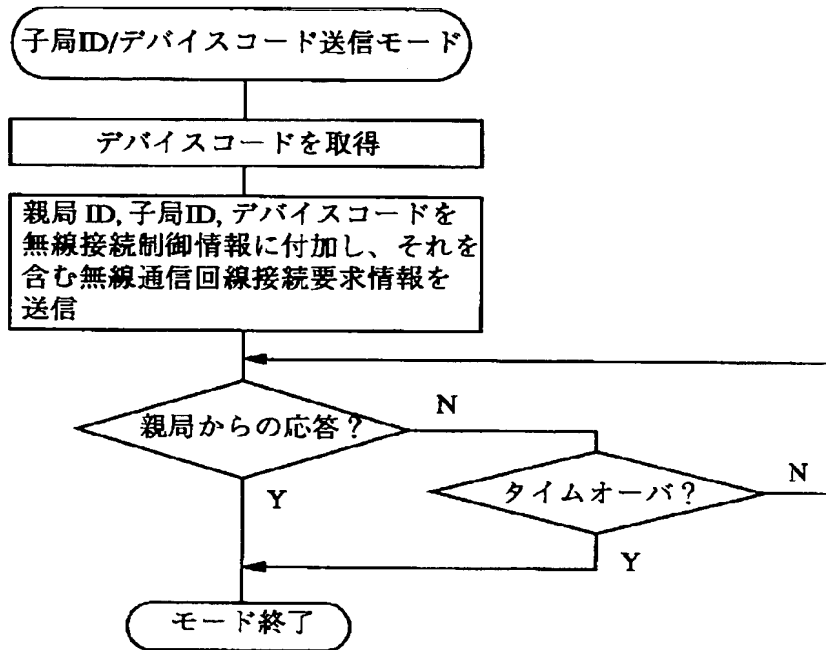 子局ID/デバイスコード送信モード
デバイスコードを取得
親局 ID, 子局ID, デバイスコードを
無線接続制御情報に付加し、それを
含む無線通信回線接続要求情報を
送信
親局からの応答？
N
Y
タイムオーバ？
N
Y
モード終了